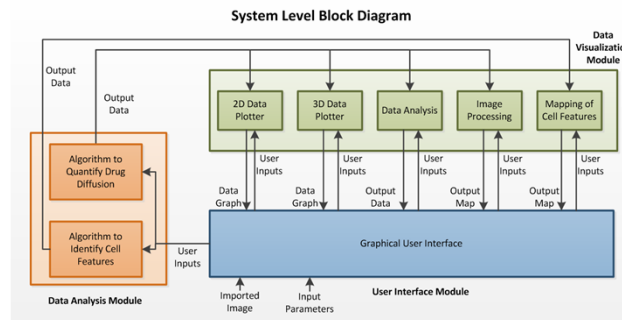 System Level Block Diagram
Data
Visualizatio
Module
Output
Data
Output
Data
2D Data
Plotter
3D Data
Plotter
Data Analysis
Image
Processing
Mapping of
Cell Features
Algorithm to
Quantify Drug
Diffusion
Algorithm to
Identify Cell
Features
Data Analysis Module
User
Inputs
Data
Graph
User
Inputs
Data
Graph
User
Inputs
Output
Data
User
Inputs
Output
Map
User
Inputs
Output
Map
User
Inputs
Graphical User Interface
Imported
Image
Input
Parameters
User Interface Module